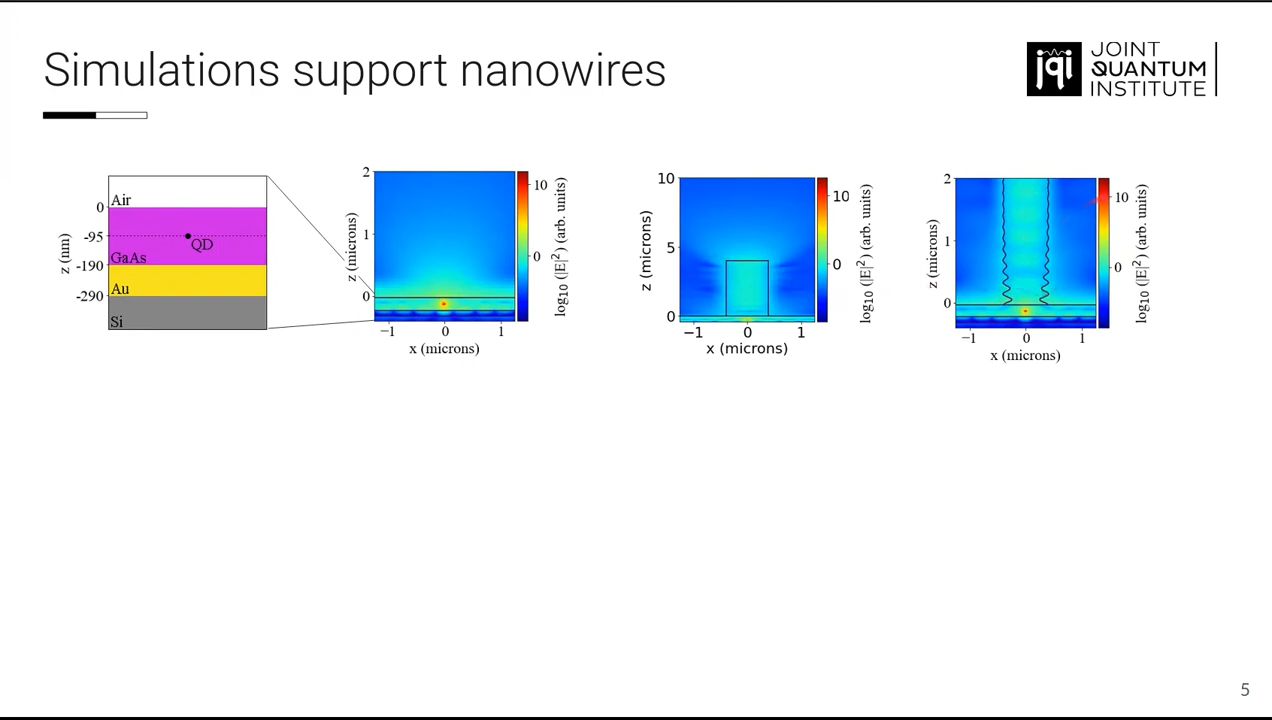 Simulations support nanowires
JOINT
QUANTUM
INSTITUTE
jqi
Air
0
-95
QD
GaAs
-190
Au
-290
Si
z (nm)
2
1
0
z (microns)
−1 0 1
x (microns)
10
0
log10 (|E|2) (arb. units)
10
5
0
z (microns)
−1 0 1
x (microns)
10
0
log10 (|E|2) (arb. units)
2
1
0
z (microns)
−1 0 1
x (microns)
10
0
log10 (|E|2) (arb. units)
5